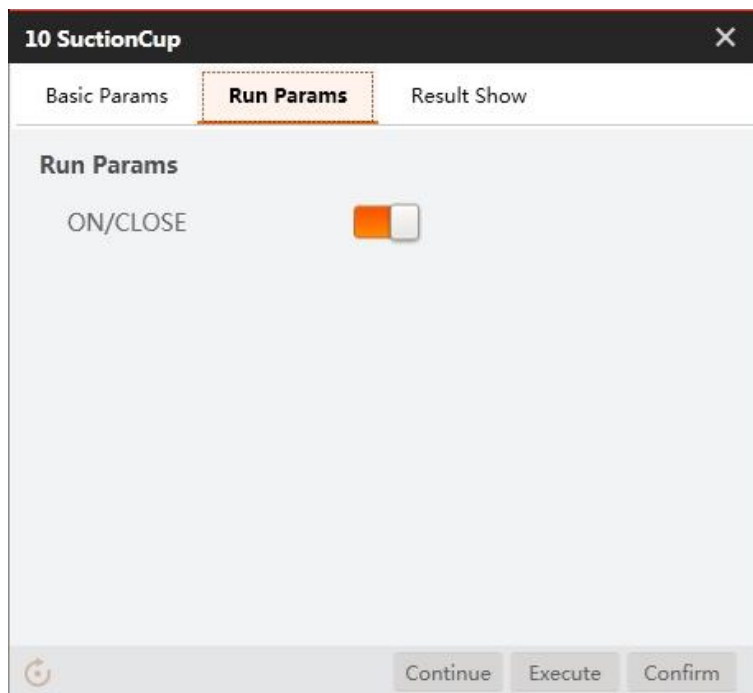 10 SuctionCup
Basic Params Run Params Result Show
Run Params
ON/CLOSE
Continue Execute Confirm